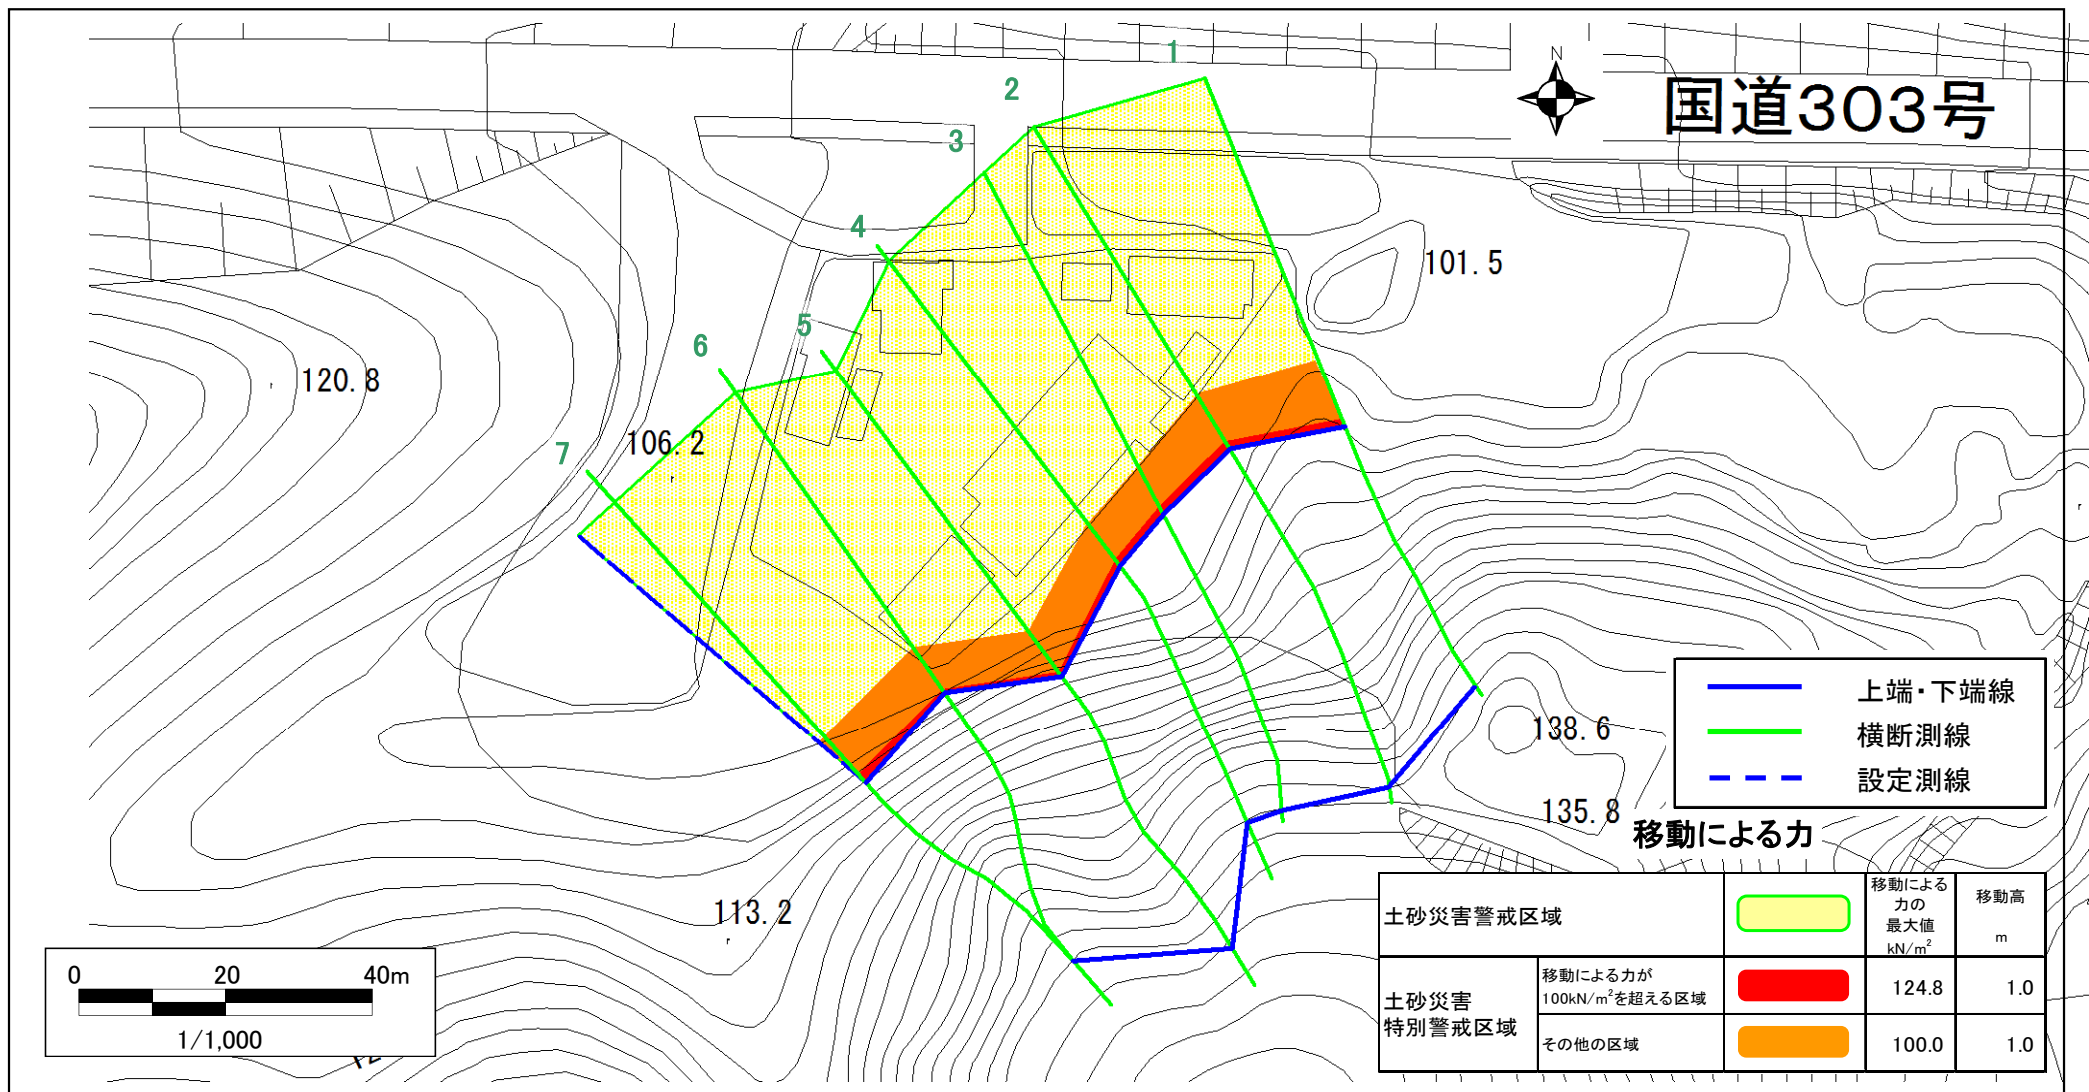 1
N
2
国道303号
3
4
101.5
5
6
120.8
106.2
7
上端・下端線
138.6
横断測線
設定測線
135.8
移動による力
113.2
土砂災害警戒区域
移動による
力の
最大値
kN/m²
移動高
m
0 20 40m
1/1,000
土砂災害
特別警戒区域
移動による力が
100kN/m²を超える区域
124.8 1.0
その他の区域
100.0 1.0